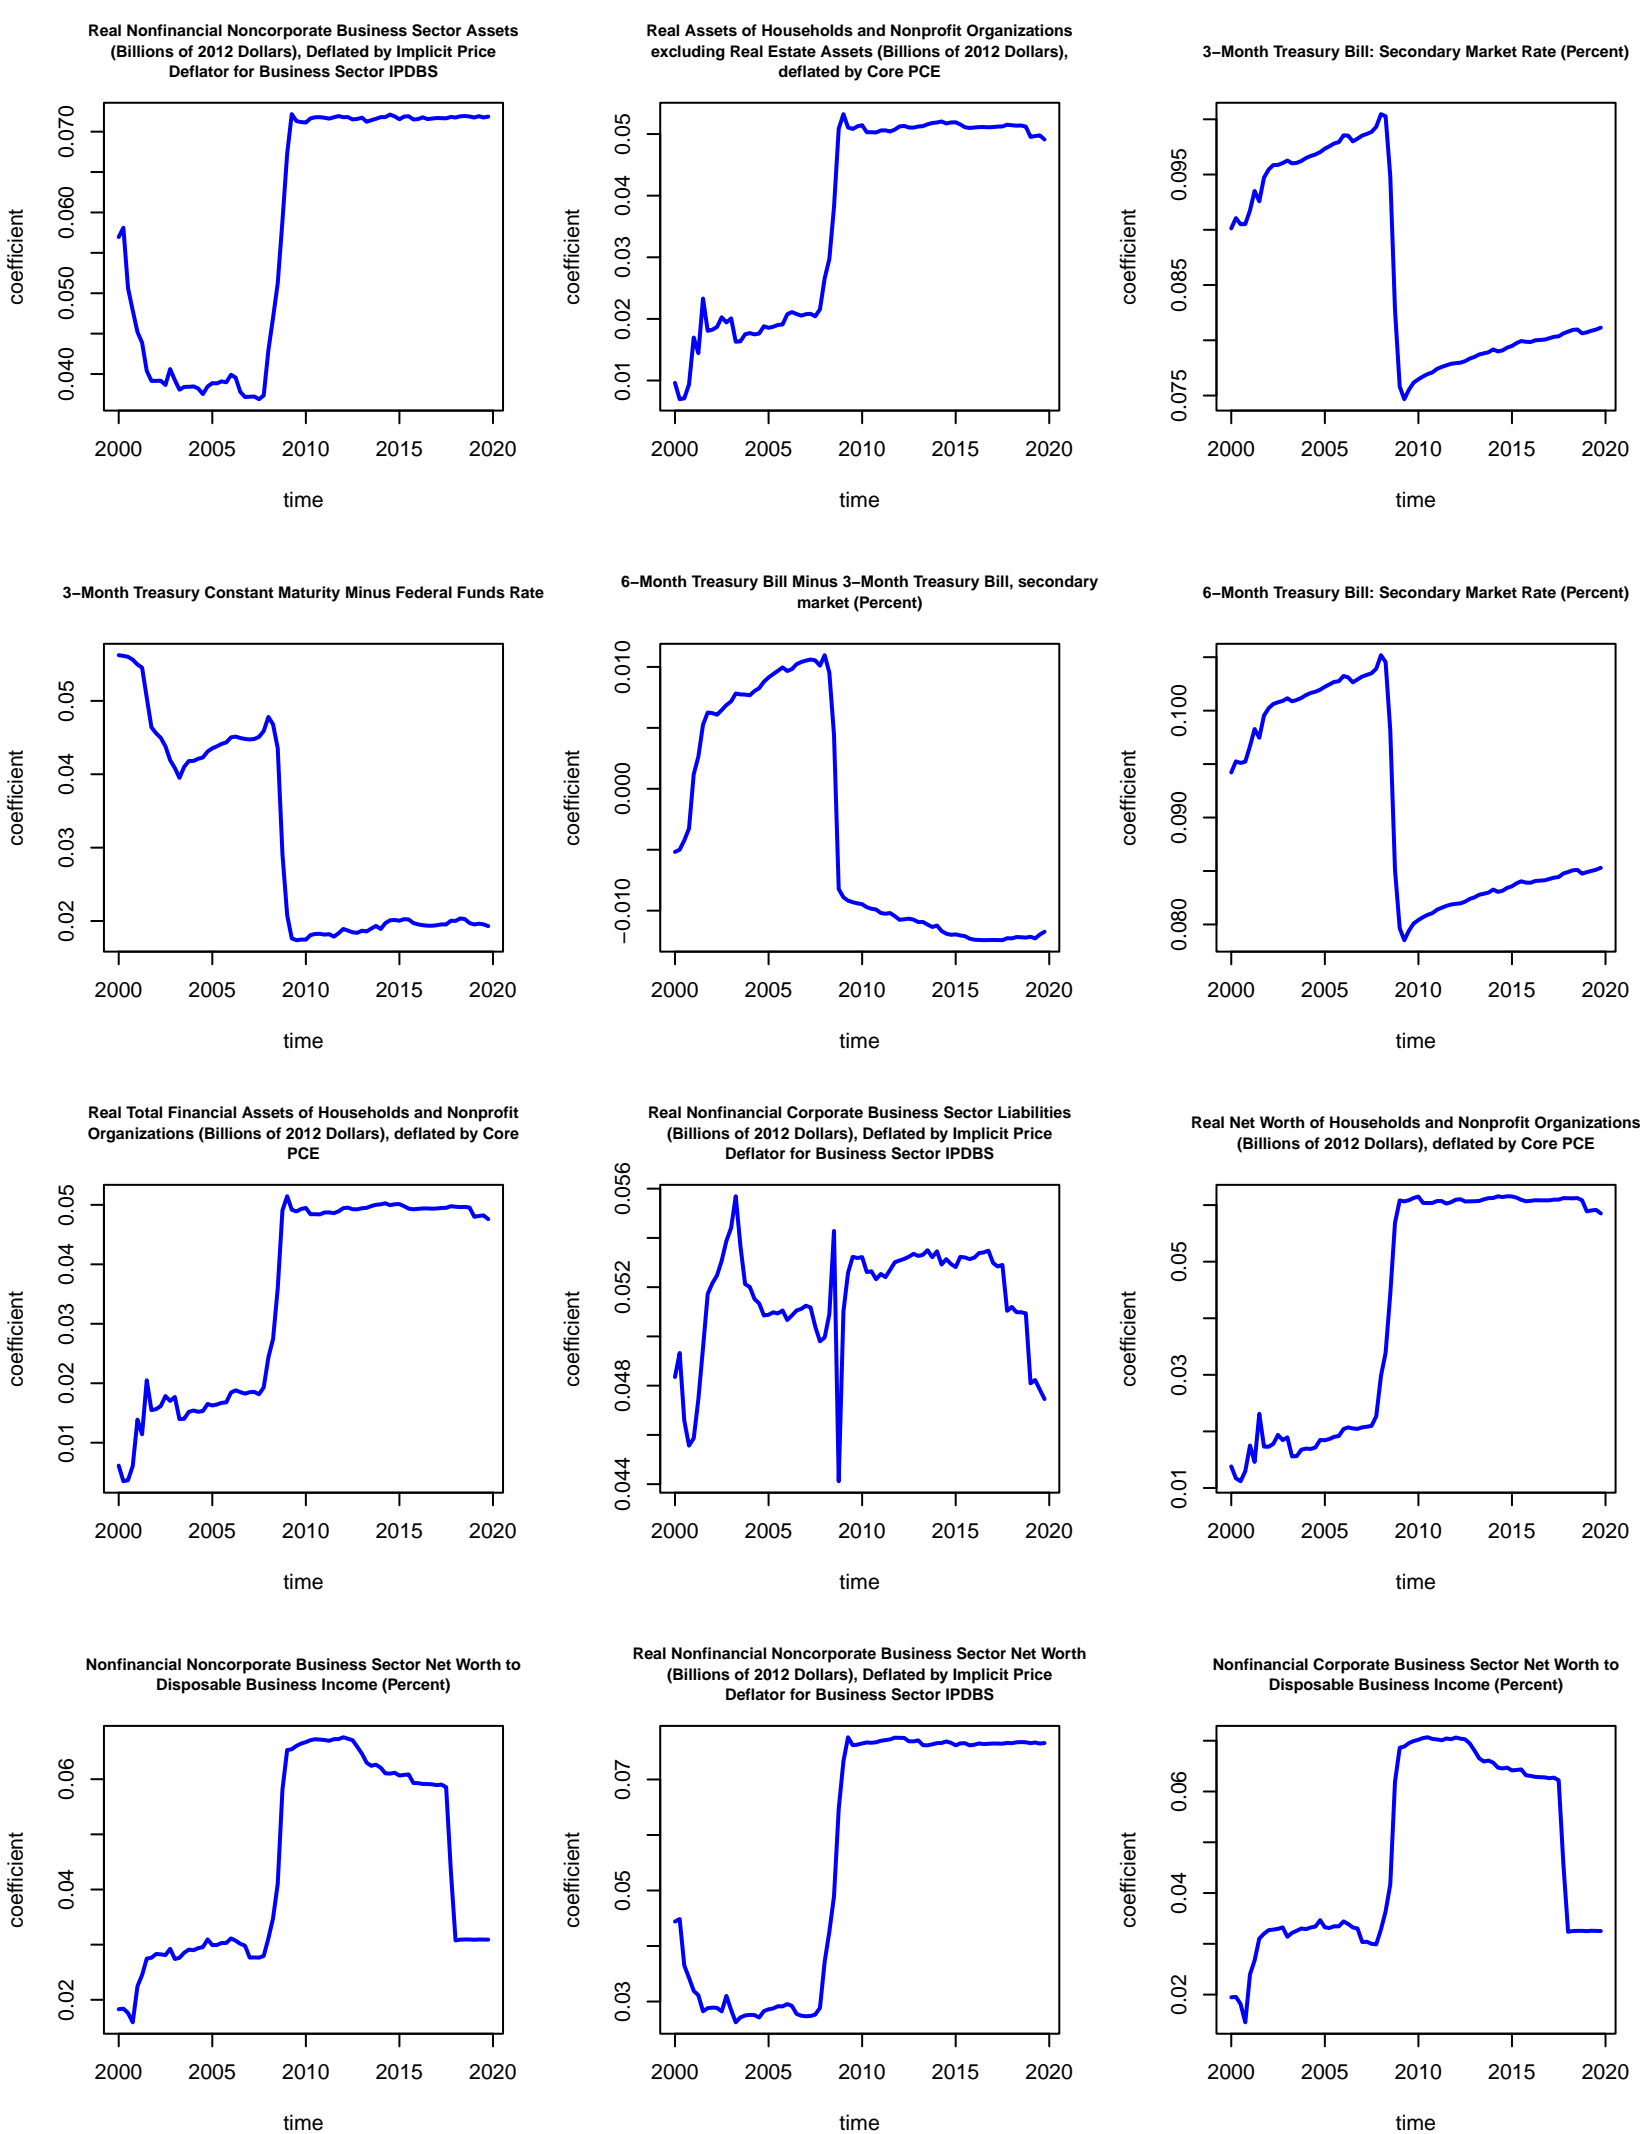 Real Nonfinancial Noncorporate Business Sector Assets
(Billions of 2012 Dollars), Deflated by Implicit Price
Deflator for Business Sector IPDBS
coefficient
0.040
0.050
0.060
0.070
2000 2005 2010 2015 2020
time
Real Assets of Households and Nonprofit Organizations
excluding Real Estate Assets (Billions of 2012 Dollars),
deflated by Core PCE
coefficient
0.01
0.02
0.03
0.04
0.05
2000 2005 2010 2015 2020
time
3−Month Treasury Bill: Secondary Market Rate (Percent)
coefficient
0.075
0.085
0.095
2000 2005 2010 2015 2020
time
3−Month Treasury Constant Maturity Minus Federal Funds Rate
coefficient
0.02
0.03
0.04
0.05
2000 2005 2010 2015 2020
time
6−Month Treasury Bill Minus 3−Month Treasury Bill, secondary
market (Percent)
coefficient
−0.010
0.000
0.010
2000 2005 2010 2015 2020
time
6−Month Treasury Bill: Secondary Market Rate (Percent)
coefficient
0.080
0.090
0.100
2000 2005 2010 2015 2020
time
Real Total Financial Assets of Households and Nonprofit
Organizations (Billions of 2012 Dollars), deflated by Core
PCE
coefficient
0.01
0.02
0.03
0.04
0.05
2000 2005 2010 2015 2020
time
Real Nonfinancial Corporate Business Sector Liabilities
(Billions of 2012 Dollars), Deflated by Implicit Price
Deflator for Business Sector IPDBS
coefficient
0.044
0.048
0.052
0.056
2000 2005 2010 2015 2020
time
Real Net Worth of Households and Nonprofit Organizations
(Billions of 2012 Dollars), deflated by Core PCE
coefficient
0.01
0.03
0.05
2000 2005 2010 2015 2020
time
Nonfinancial Noncorporate Business Sector Net Worth to
Disposable Business Income (Percent)
coefficient
0.02
0.04
0.06
2000 2005 2010 2015 2020
time
Real Nonfinancial Noncorporate Business Sector Net Worth
(Billions of 2012 Dollars), Deflated by Implicit Price
Deflator for Business Sector IPDBS
coefficient
0.03
0.05
0.07
2000 2005 2010 2015 2020
time
Nonfinancial Corporate Business Sector Net Worth to
Disposable Business Income (Percent)
coefficient
0.02
0.04
0.06
2000 2005 2010 2015 2020
time